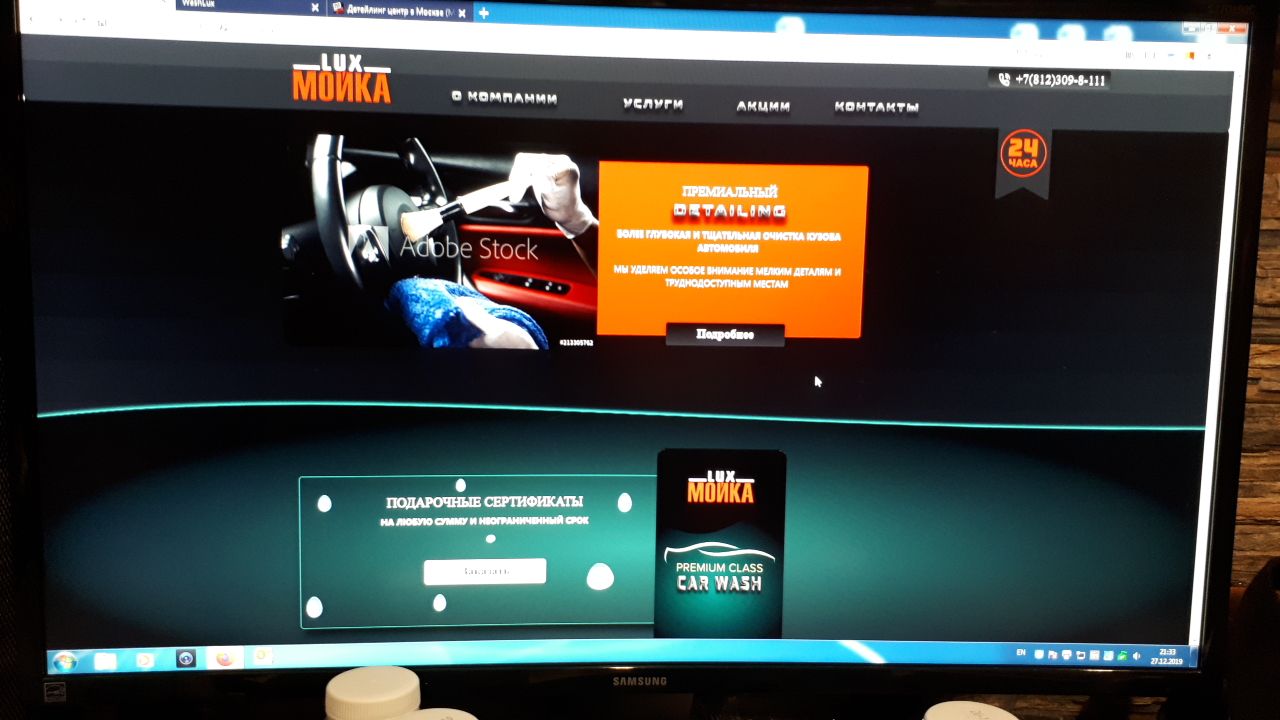 WashLux
Детейлинг центр в Москве (М
LUX
МОЙКА
О КОМПАНИИ
УСЛУГИ
АКЦИИ
КОНТАКТЫ
+7(812)309-8-111
24
ЧАСА
ПРЕМИАЛЬНЫЙ
DETAILING
БОЛЕЕ ГЛУБОКАЯ И ТЩАТЕЛЬНАЯ ОЧИСТКА КУЗОВА
АВТОМОБИЛЯ
МЫ УДЕЛЯЕМ ОСОБОЕ ВНИМАНИЕ МЕЛКИМ ДЕТАЛЯМ И
ТРУДНОДОСТУПНЫМ МЕСТАМ
Подробнее
Adobe Stock
#213305762
ПОДАРОЧНЫЕ СЕРТИФИКАТЫ
НА ЛЮБУЮ СУММУ И НЕОГРАНИЧЕННЫЙ СРОК
Заказать
LUX
МОЙКА
PREMIUM CLASS
CAR WASH
EN
21:33
27.12.2019
SAMSUNG